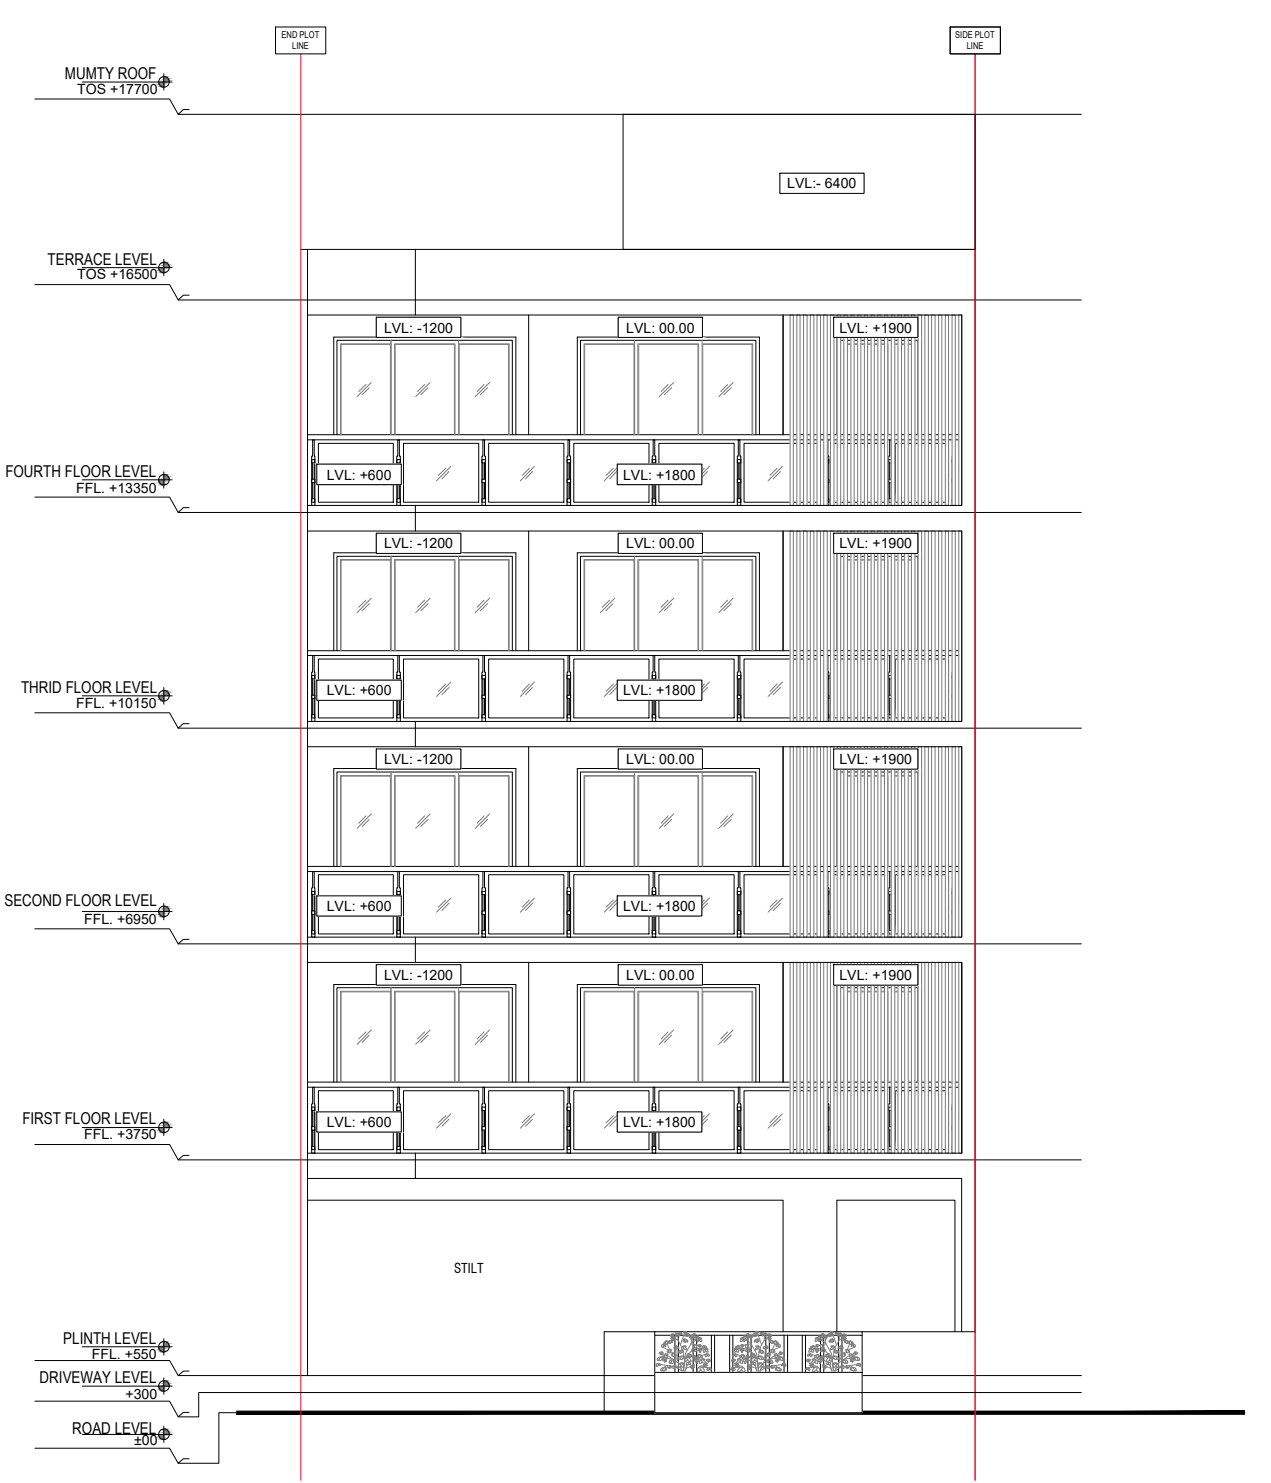 END PLOT
LINE
SIDE PLOT
LINE
MUMTY ROOF
TOS +17700
LVL:- 6400
TERRACE LEVEL
TOS +16500
LVL: -1200
LVL: 00.00
LVL: +1900
FOURTH FLOOR LEVEL
FFL. +13350
LVL: +600
LVL: +1800
LVL: -1200
LVL: 00.00
LVL: +1900
THRID FLOOR LEVEL
FFL. +10150
LVL: +600
LVL: +1800
LVL: -1200
LVL: 00.00
LVL: +1900
SECOND FLOOR LEVEL
FFL. +6950
LVL: +600
LVL: +1800
LVL: -1200
LVL: 00.00
LVL: +1900
FIRST FLOOR LEVEL
FFL. +3750
LVL: +600
LVL: +1800
STILT
PLINTH LEVEL
FFL. +550
DRIVEWAY LEVEL
+300
ROAD LEVEL
±00